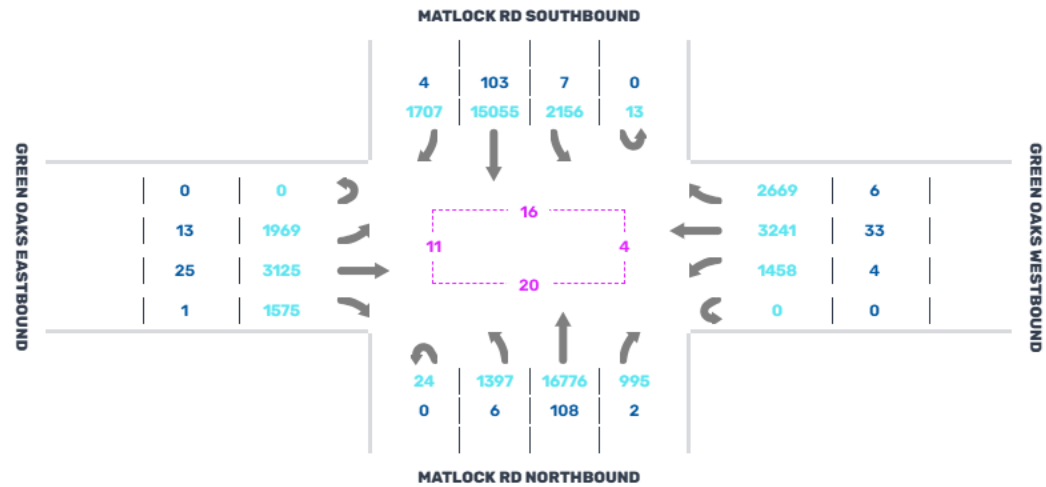 MATLOCK RD SOUTHBOUND
4 103 7 0
1707 15055 2156 13
GREEN OAKS EASTBOUND
0 0
13 1969
25 3125
1 1575
16
11 4
20
2669 6
3241 33
1458 4
0 0
GREEN OAKS WESTBOUND
24 1397 16776 995
0 6 108 2
MATLOCK RD NORTHBOUND